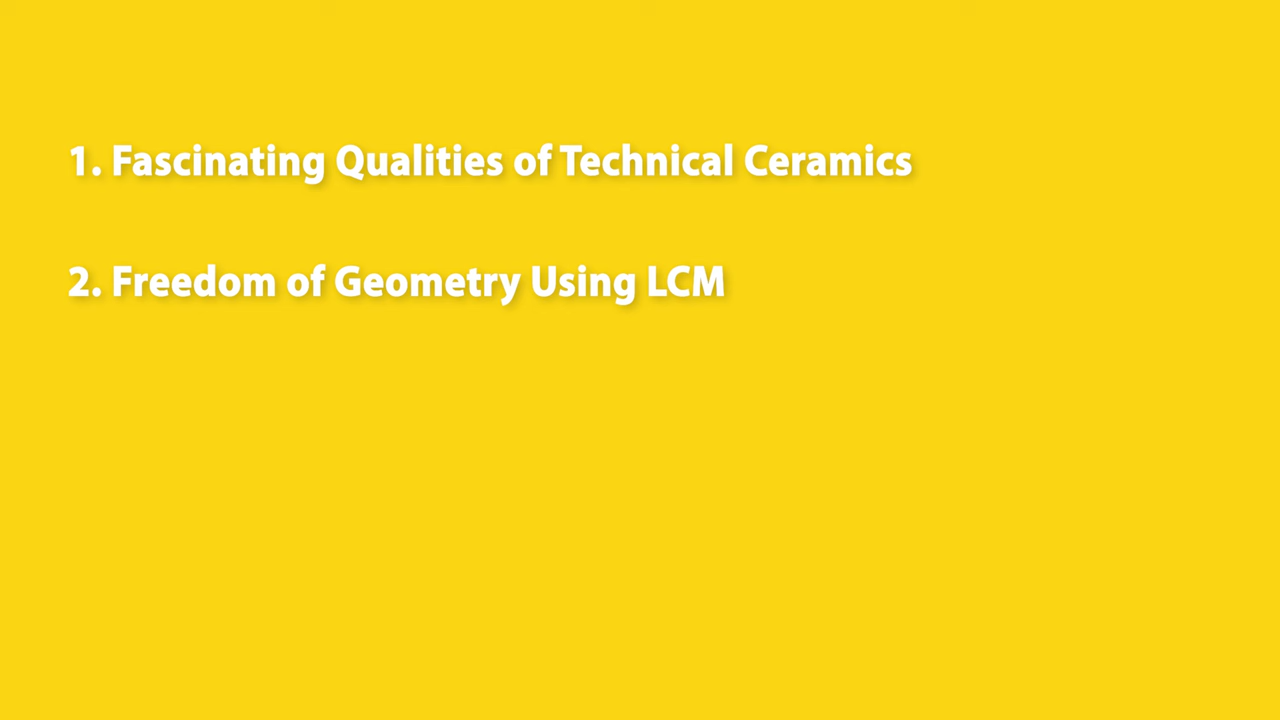 1. Fascinating Qualities of Technical Ceramics
2. Freedom of Geometry Using LCM